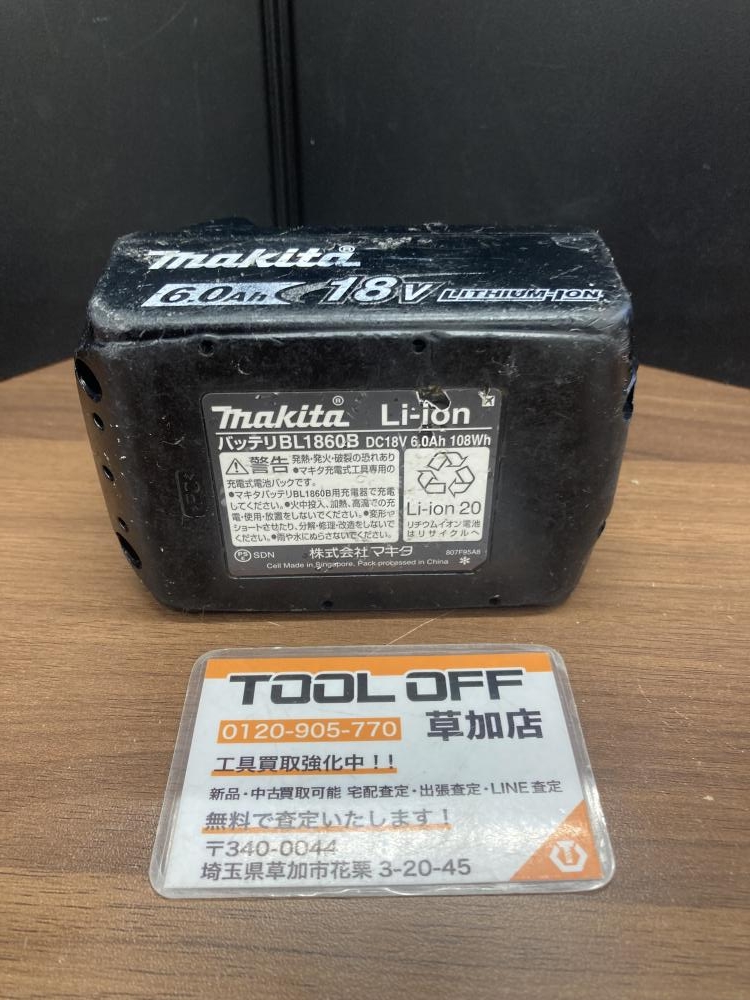 makita®
6.0Ah 18V LITHIUM-ION
makita® Li-ion
バッテリBL1860B DC18V 6.0Ah 108Wh
警告 発熱・発火・破裂の恐れあり
●マキタ充電式工具専用の
充電式電池パックです。
●マキタバッテリBL1860B用充電器で充電
してください。●火中投入、加熱、高温での充
電・使用・放置をしないでください。●変形や
ショートさせたり、分解・修理・改造をしないで
ください。●雨や水にぬらさないでください。
Li-ion 20
リチウムイオン電池
はリサイクルへ
PS E SDN 株式会社マキタ 807F95A8
Cell Made in Singapore. Pack processed in China *
TOOL OFF
0120-905-770 草加店
工具買取強化中!!
新品・中古買取可能 宅配査定・出張査定・LINE査定
無料で査定いたします!
〒340-0044
埼玉県草加市花栗 3-20-45